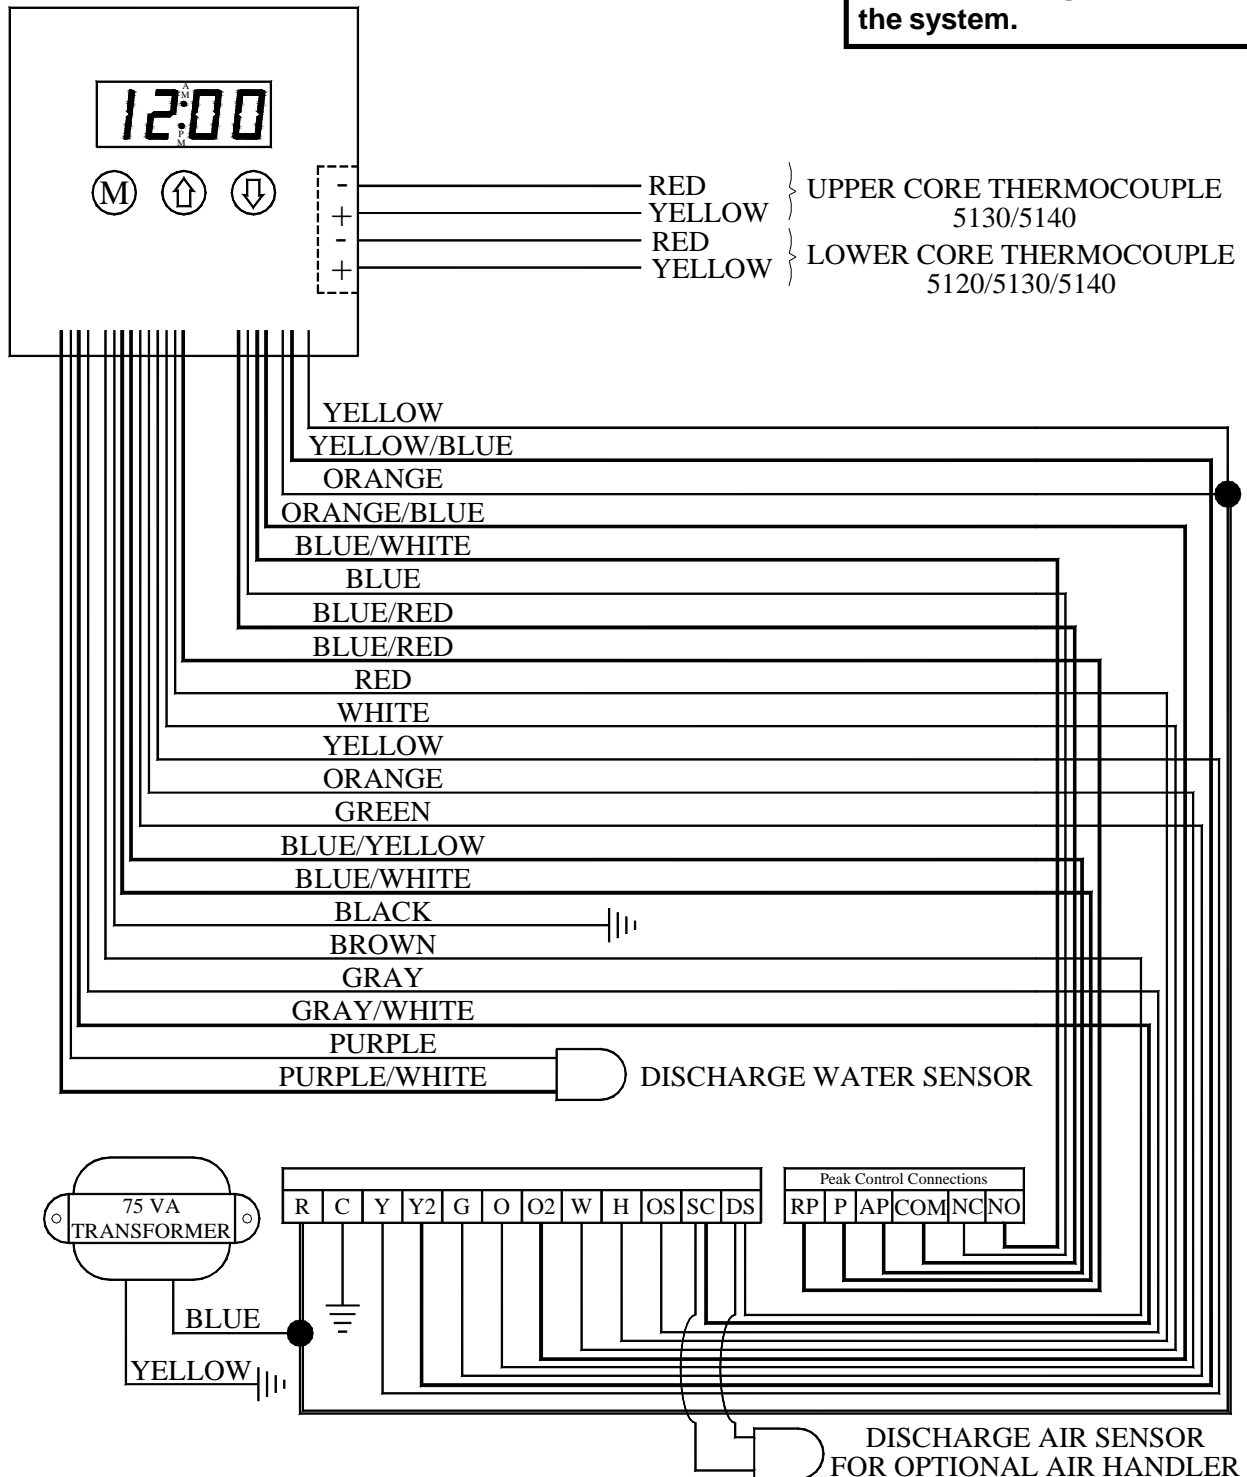 the system.
12:00
A
M
P
M
M
-
+
-
+
RED
YELLOW
RED
YELLOW
UPPER CORE THERMOCOUPLE
5130/5140
LOWER CORE THERMOCOUPLE
5120/5130/5140
YELLOW
YELLOW/BLUE
ORANGE
ORANGE/BLUE
BLUE/WHITE
BLUE
BLUE/RED
BLUE/RED
RED
WHITE
YELLOW
ORANGE
GREEN
BLUE/YELLOW
BLUE/WHITE
BLACK
BROWN
GRAY
GRAY/WHITE
PURPLE
PURPLE/WHITE
DISCHARGE WATER SENSOR
75 VA
TRANSFORMER
BLUE
YELLOW
R C Y Y2 G O O2 W H OS SC DS
Peak Control Connections
RP P AP COM NC NO
DISCHARGE AIR SENSOR
FOR OPTIONAL AIR HANDLER